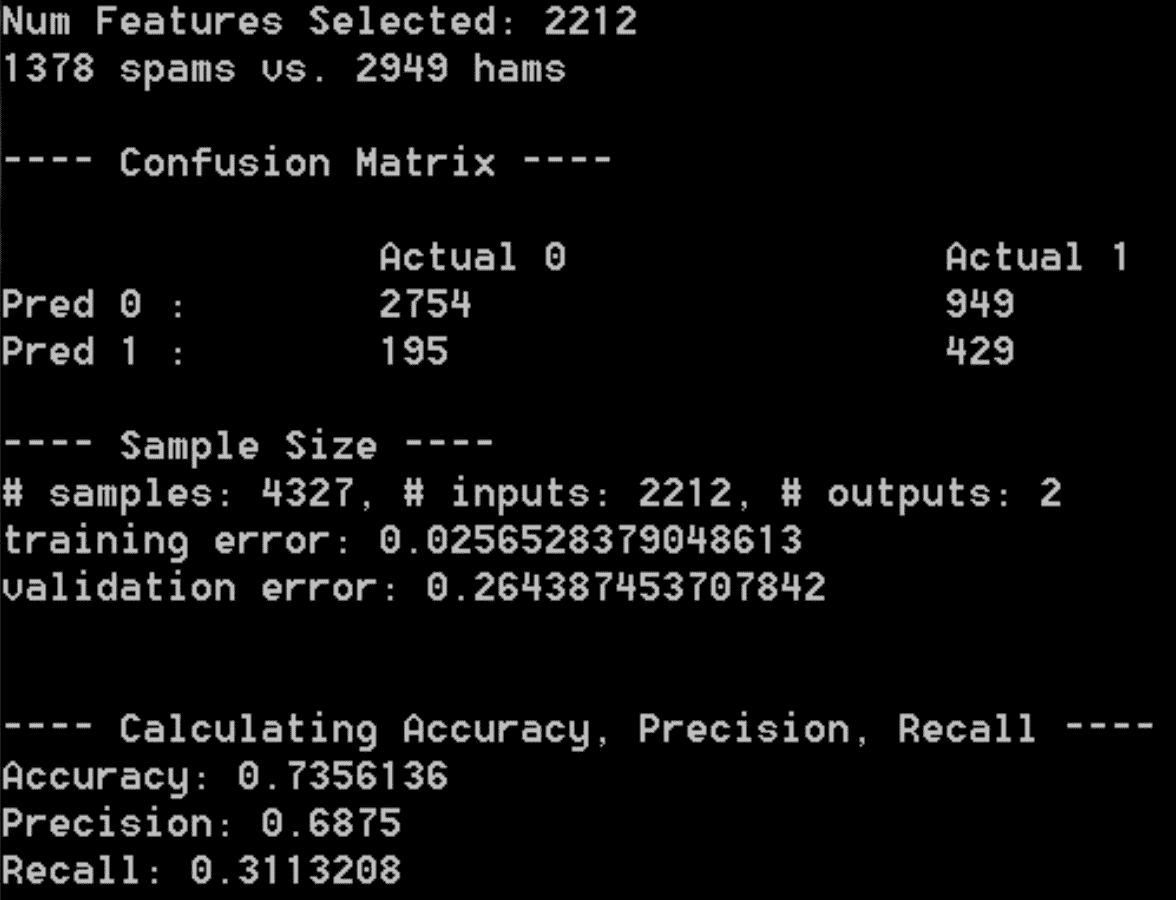 Num Features Selected: 2212
1378 spams vs. 2949 hams
---- Confusion Matrix ----
Actual 0 Actual 1
Pred 0 : 2754 949
Pred 1 : 195 429
---- Sample Size ----
# samples: 4327, # inputs: 2212, # outputs: 2
training error: 0.0256528379048613
validation error: 0.264387453707842
---- Calculating Accuracy, Precision, Recall ----
Accuracy: 0.7356136
Precision: 0.6875
Recall: 0.3113208